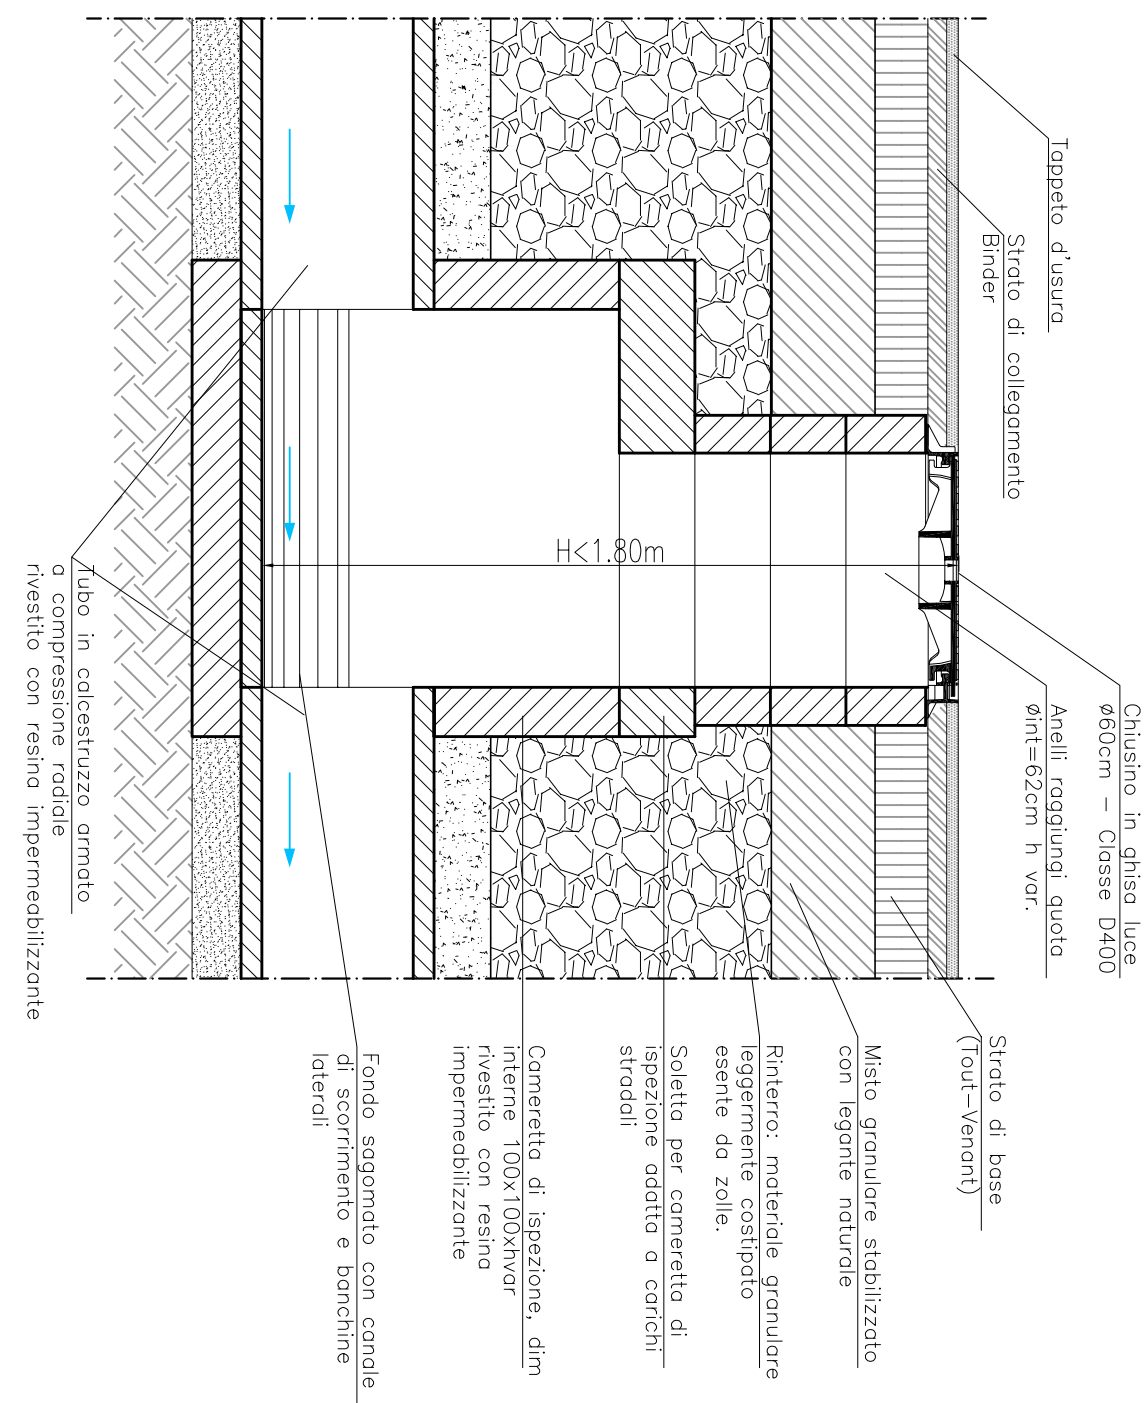 Tappeto d'usura
Strato di collegamento
Binder
H<1.80m
Chiusino in ghisa luce
Ø60cm – Classe D400
Anelli raggiungi quota
Øint=62cm h var.
Strato di base
(Tout–Venant)
Misto granulare stabilizzato
con legante naturale
Rinterro: materiale granulare
leggermente costipato
esente da zolle.
Soletta per cameretta di
ispezione adatta a carichi
stradali
Cameretta di ispezione, dim
interne 100x100xhvar
rivestito con resina
impermeabilizzante
Fondo sagomato con canale
di scorrimento e banchine
laterali
Tubo in calcestruzzo armato
a compressione radiale
rivestito con resina impermeabilizzante